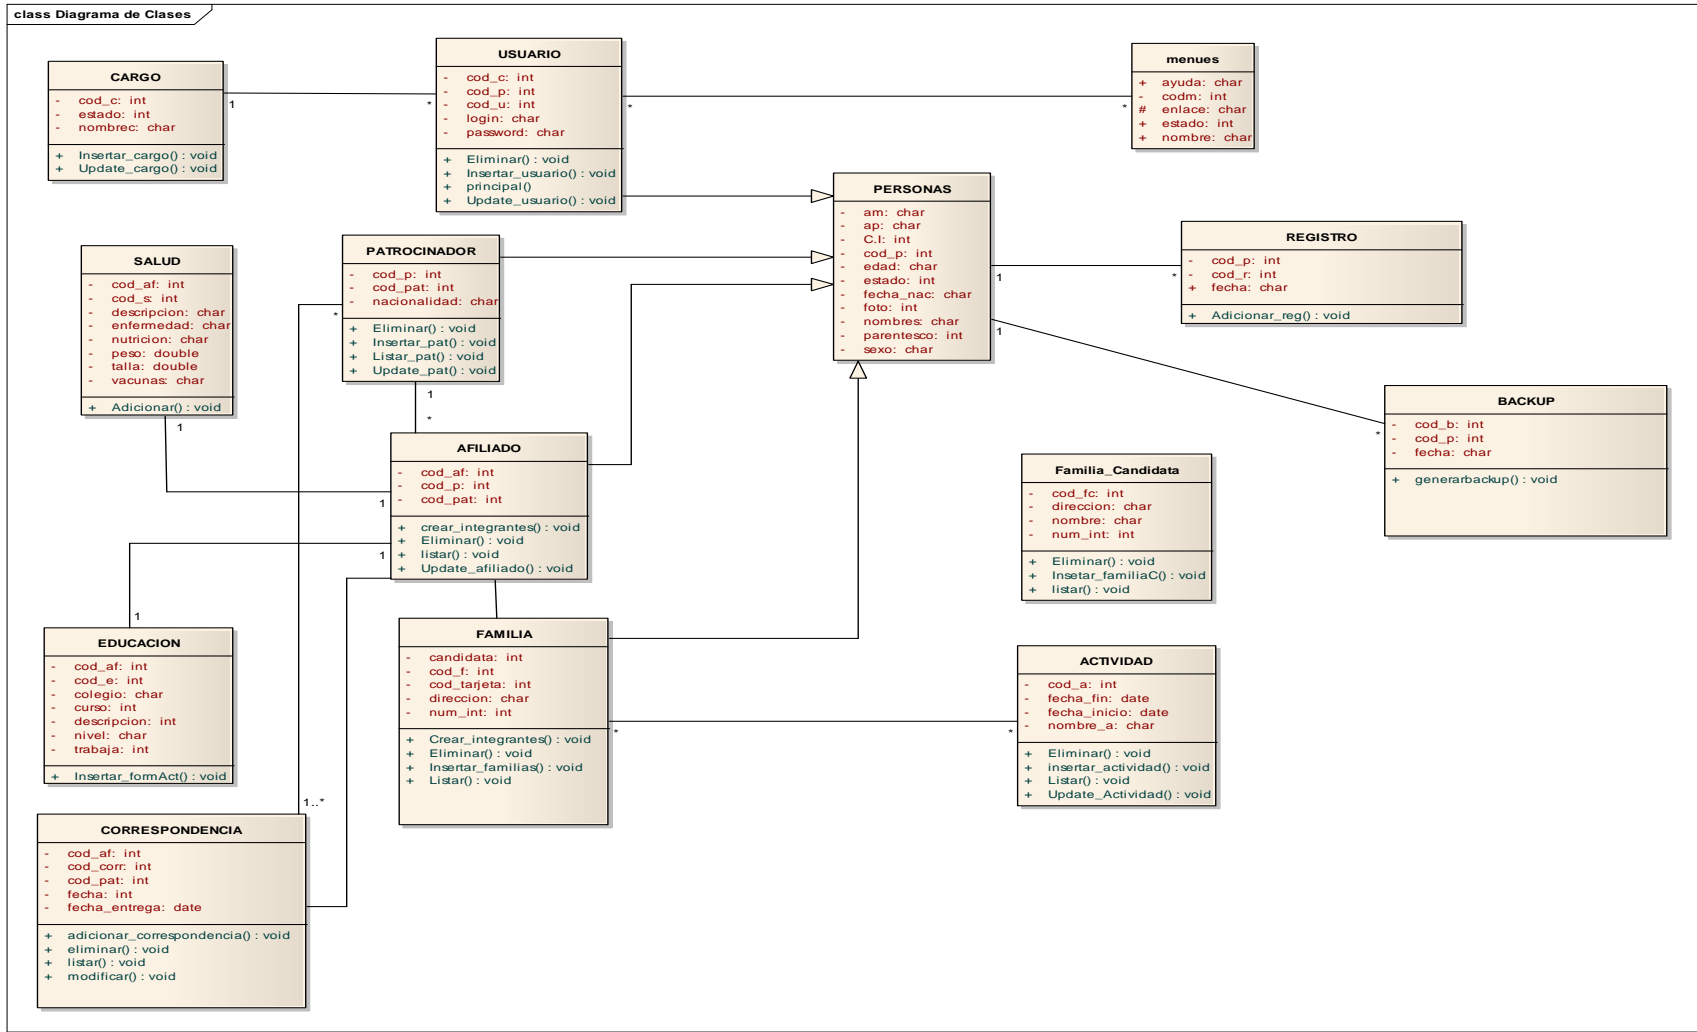 class Diagrama de Clases
CARGO
- cod_c: int
- estado: int
- nombrec: char
+ Insertar_cargo() : void
+ Update_cargo() : void
1
*
USUARIO
- cod_c: int
- cod_p: int
- cod_u: int
- login: char
- password: char
+ Eliminar() : void
+ Insertar_usuario() : void
+ principal()
+ Update_usuario() : void
*
*
menues
+ ayuda: char
- codm: int
# enlace: char
+ estado: int
+ nombre: char
PERSONAS
- am: char
- ap: char
- C.I: int
- cod_p: int
- edad: char
- estado: int
- fecha_nac: char
- foto: int
- nombres: char
- parentesco: int
- sexo: char
1
*
1
*
REGISTRO
- cod_p: int
- cod_r: int
+ fecha: char
+ Adicionar_reg() : void
SALUD
- cod_af: int
- cod_s: int
- descripcion: char
- enfermedad: char
- nutricion: char
- peso: double
- talla: double
- vacunas: char
+ Adicionar() : void
1
1
PATROCINADOR
- cod_p: int
- cod_pat: int
- nacionalidad: char
+ Eliminar() : void
+ Insertar_pat() : void
+ Listar_pat() : void
+ Update_pat() : void
*
1
*
BACKUP
- cod_b: int
- cod_p: int
- fecha: char
+ generarbackup() : void
AFILIADO
- cod_af: int
- cod_p: int
- cod_pat: int
+ crear_integrantes() : void
+ Eliminar() : void
+ listar() : void
+ Update_afiliado() : void
1
1
Familia_Candidata
- cod_fc: int
- direccion: char
- nombre: char
- num_int: int
+ Eliminar() : void
+ Insetar_familiaC() : void
+ listar() : void
EDUCACION
- cod_af: int
- cod_e: int
- colegio: char
- curso: int
- descripcion: int
- nivel: char
- trabaja: int
+ Insertar_formAct() : void
FAMILIA
- candidata: int
- cod_f: int
- cod_tarjeta: int
- direccion: char
- num_int: int
+ Crear_integrantes() : void
+ Eliminar() : void
+ Insertar_familias() : void
+ Listar() : void
*
*
ACTIVIDAD
- cod_a: int
- fecha_fin: date
- fecha_inicio: date
- nombre_a: char
+ Eliminar() : void
+ insertar_actividad() : void
+ Listar() : void
+ Update_Actividad() : void
1..*
CORRESPONDENCIA
- cod_af: int
- cod_corr: int
- cod_pat: int
- fecha: int
- fecha_entrega: date
+ adicionar_correspondencia() : void
+ eliminar() : void
+ listar() : void
+ modificar() : void